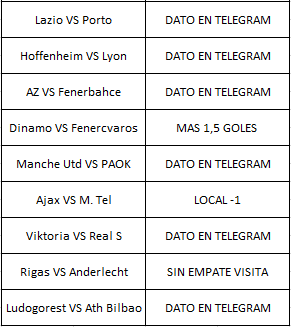 Lazio VS Porto DATO EN TELEGRAM
Hoffenheim VS Lyon DATO EN TELEGRAM
AZ VS Fenerbahce DATO EN TELEGRAM
Dinamo VS Fenercvaros MAS 1,5 GOLES
Manche Utd VS PAOK DATO EN TELEGRAM
Ajax VS M. Tel LOCAL -1
Viktoria VS Real S DATO EN TELEGRAM
Rigas VS Anderlecht SIN EMPATE VISITA
Ludogorest VS Ath Bilbao DATO EN TELEGRAM